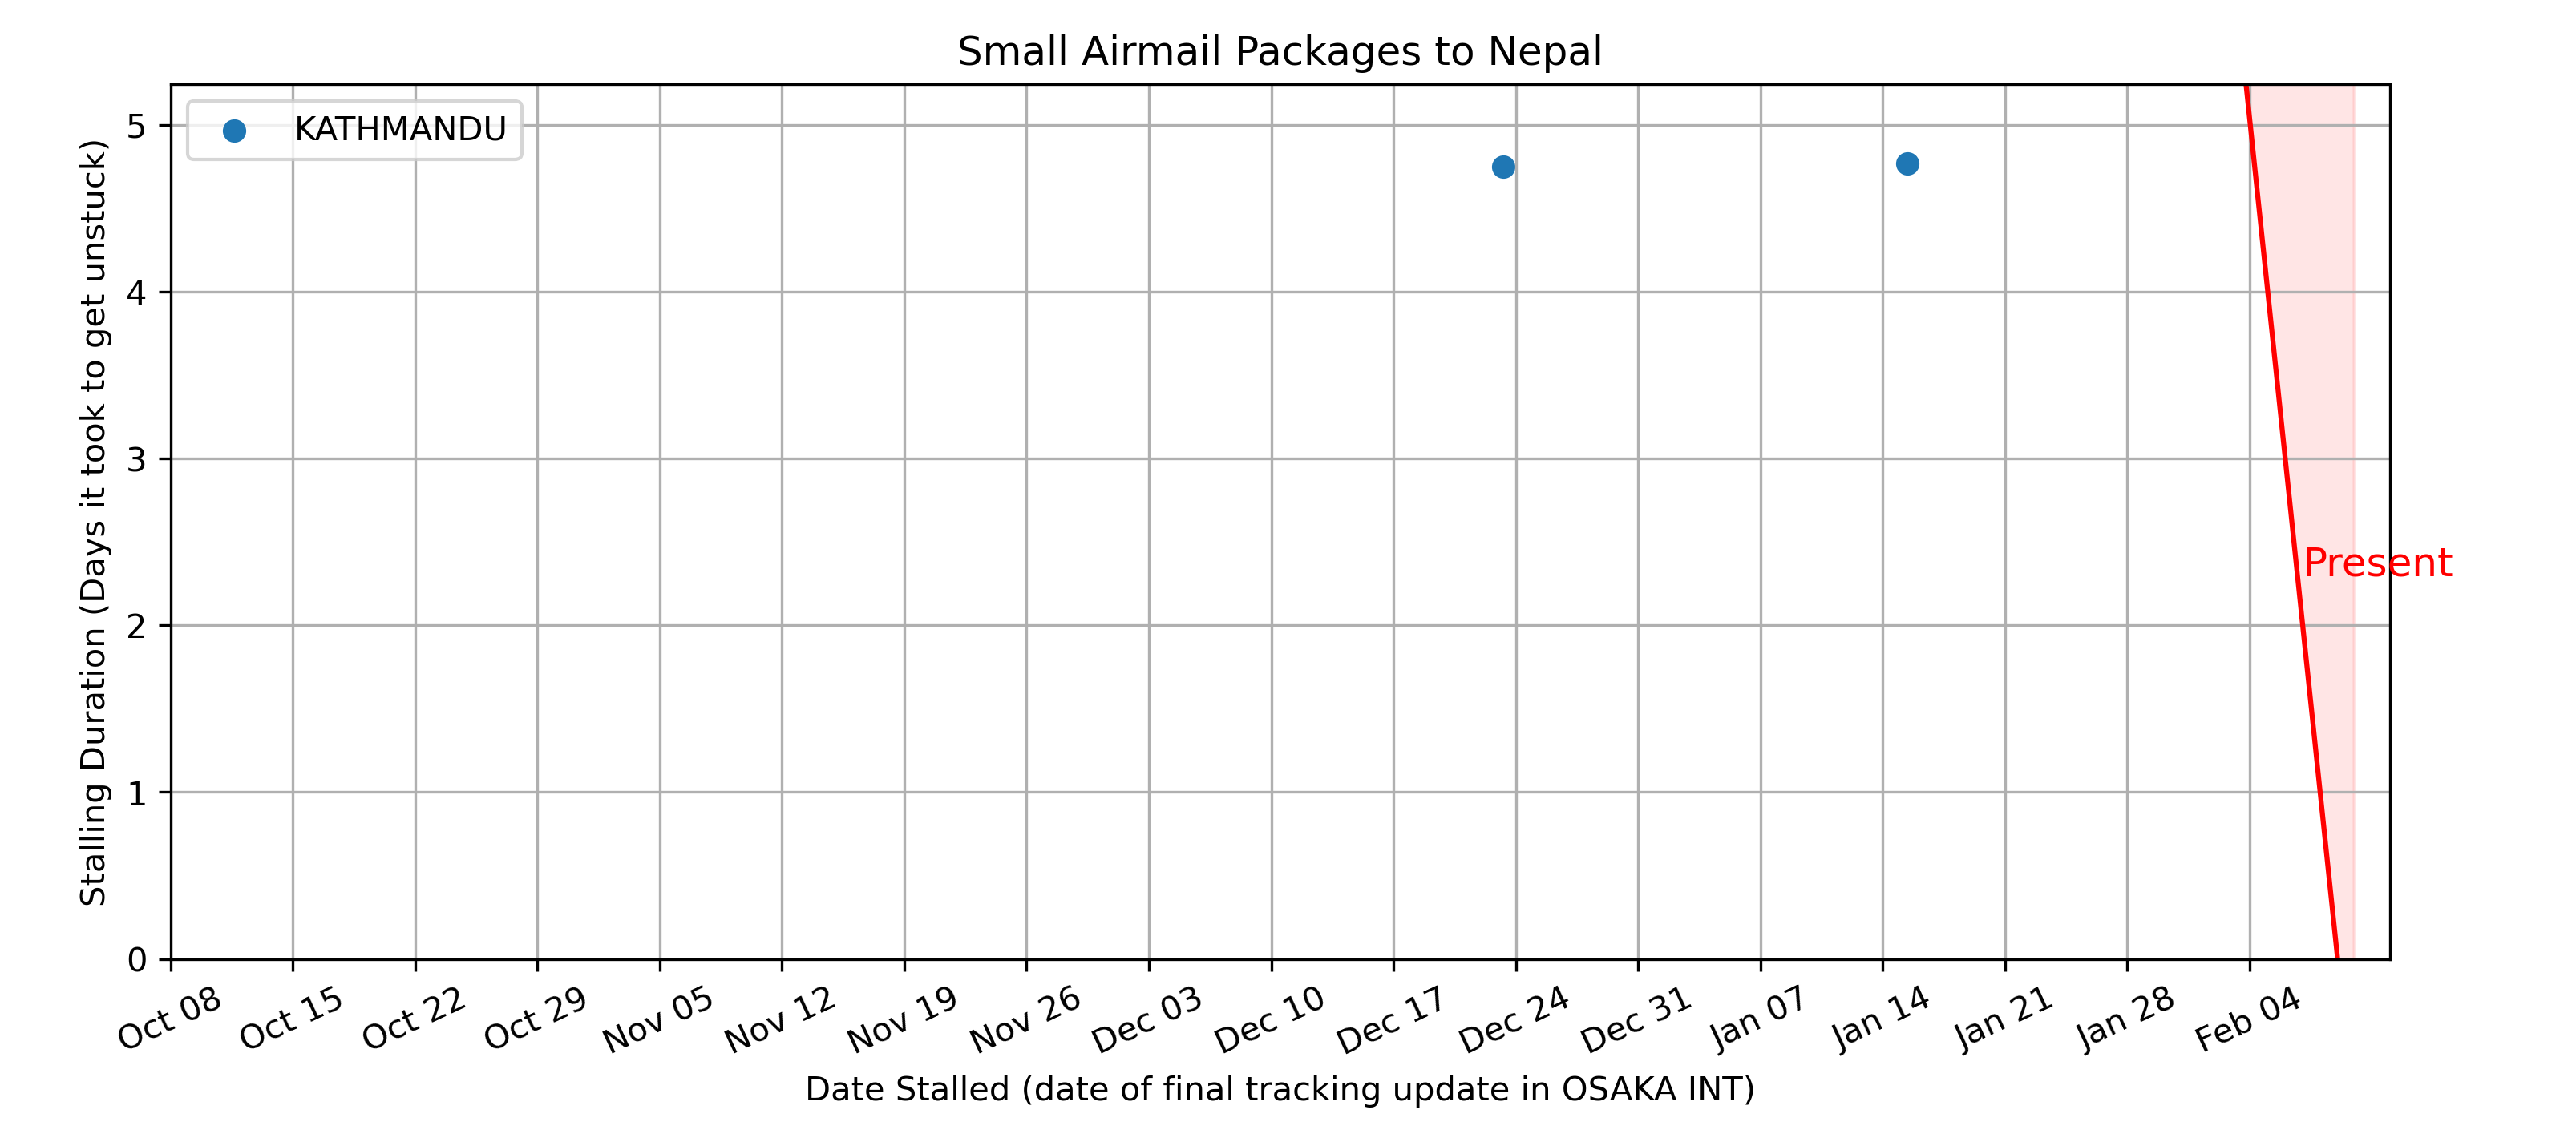 Small Airmail Packages to Nepal
KATHMANDU
Stalling Duration (Days it took to get unstuck)
5
4
3
2
1
0
Present
Oct 08
Oct 15
Oct 22
Oct 29
Nov 05
Nov 12
Nov 19
Nov 26
Dec 03
Dec 10
Dec 17
Dec 24
Dec 31
Jan 07
Jan 14
Jan 21
Jan 28
Feb 04
Date Stalled (date of final tracking update in OSAKA INT)